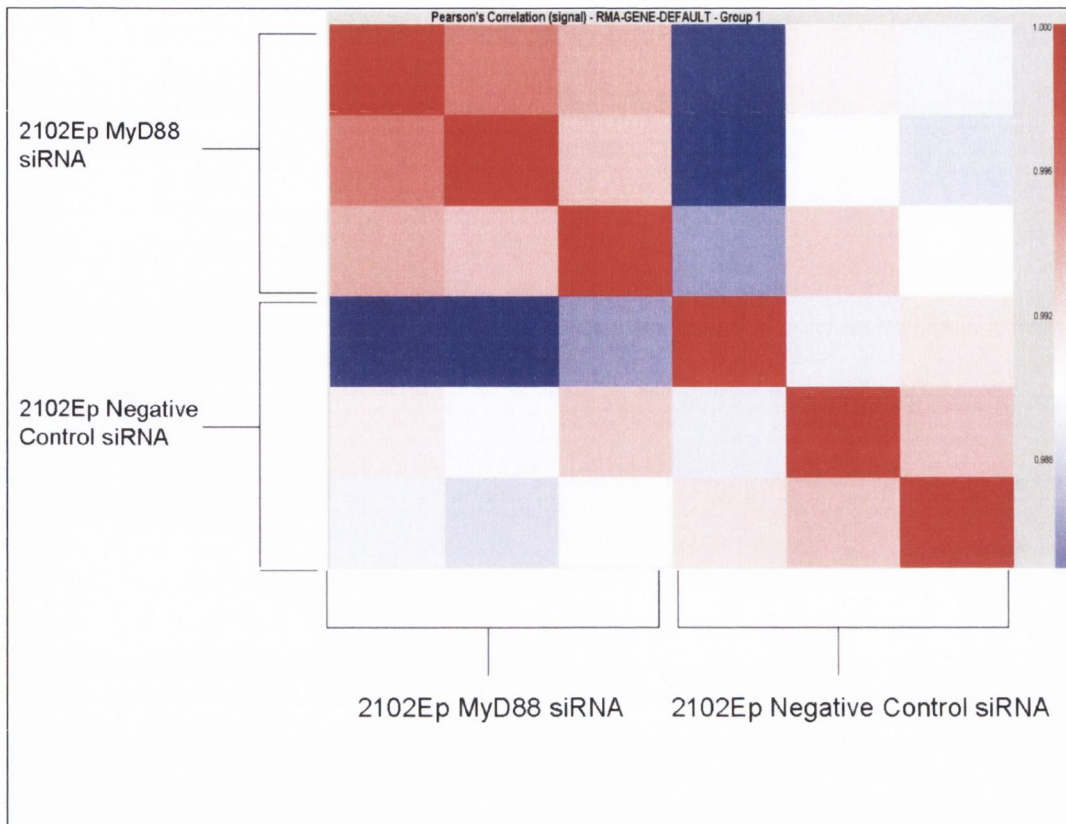 Pearson's Correlation (signal) - RMA-GENE-DEFAULT - Group 1
1.000
2102Ep MyD88
siRNA
0.996
0.992
2102Ep Negative
Control siRNA
0.988
2102Ep MyD88 siRNA
2102Ep Negative Control siRNA